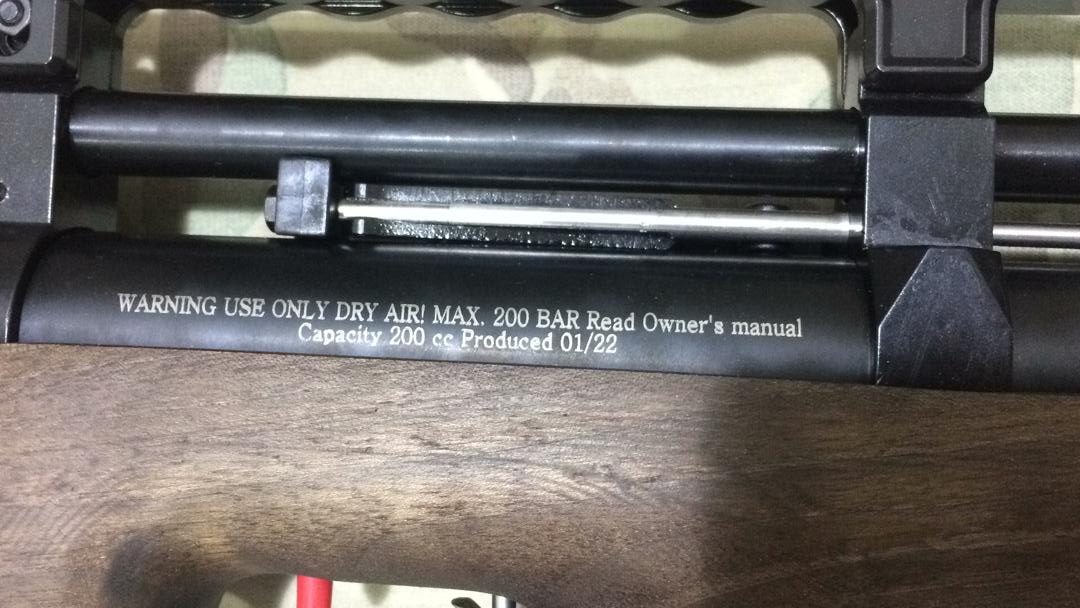 WARNING USE ONLY DRY AIR! MAX. 200 BAR Read Owner's manual
Capacity 200 cc Produced 01/22